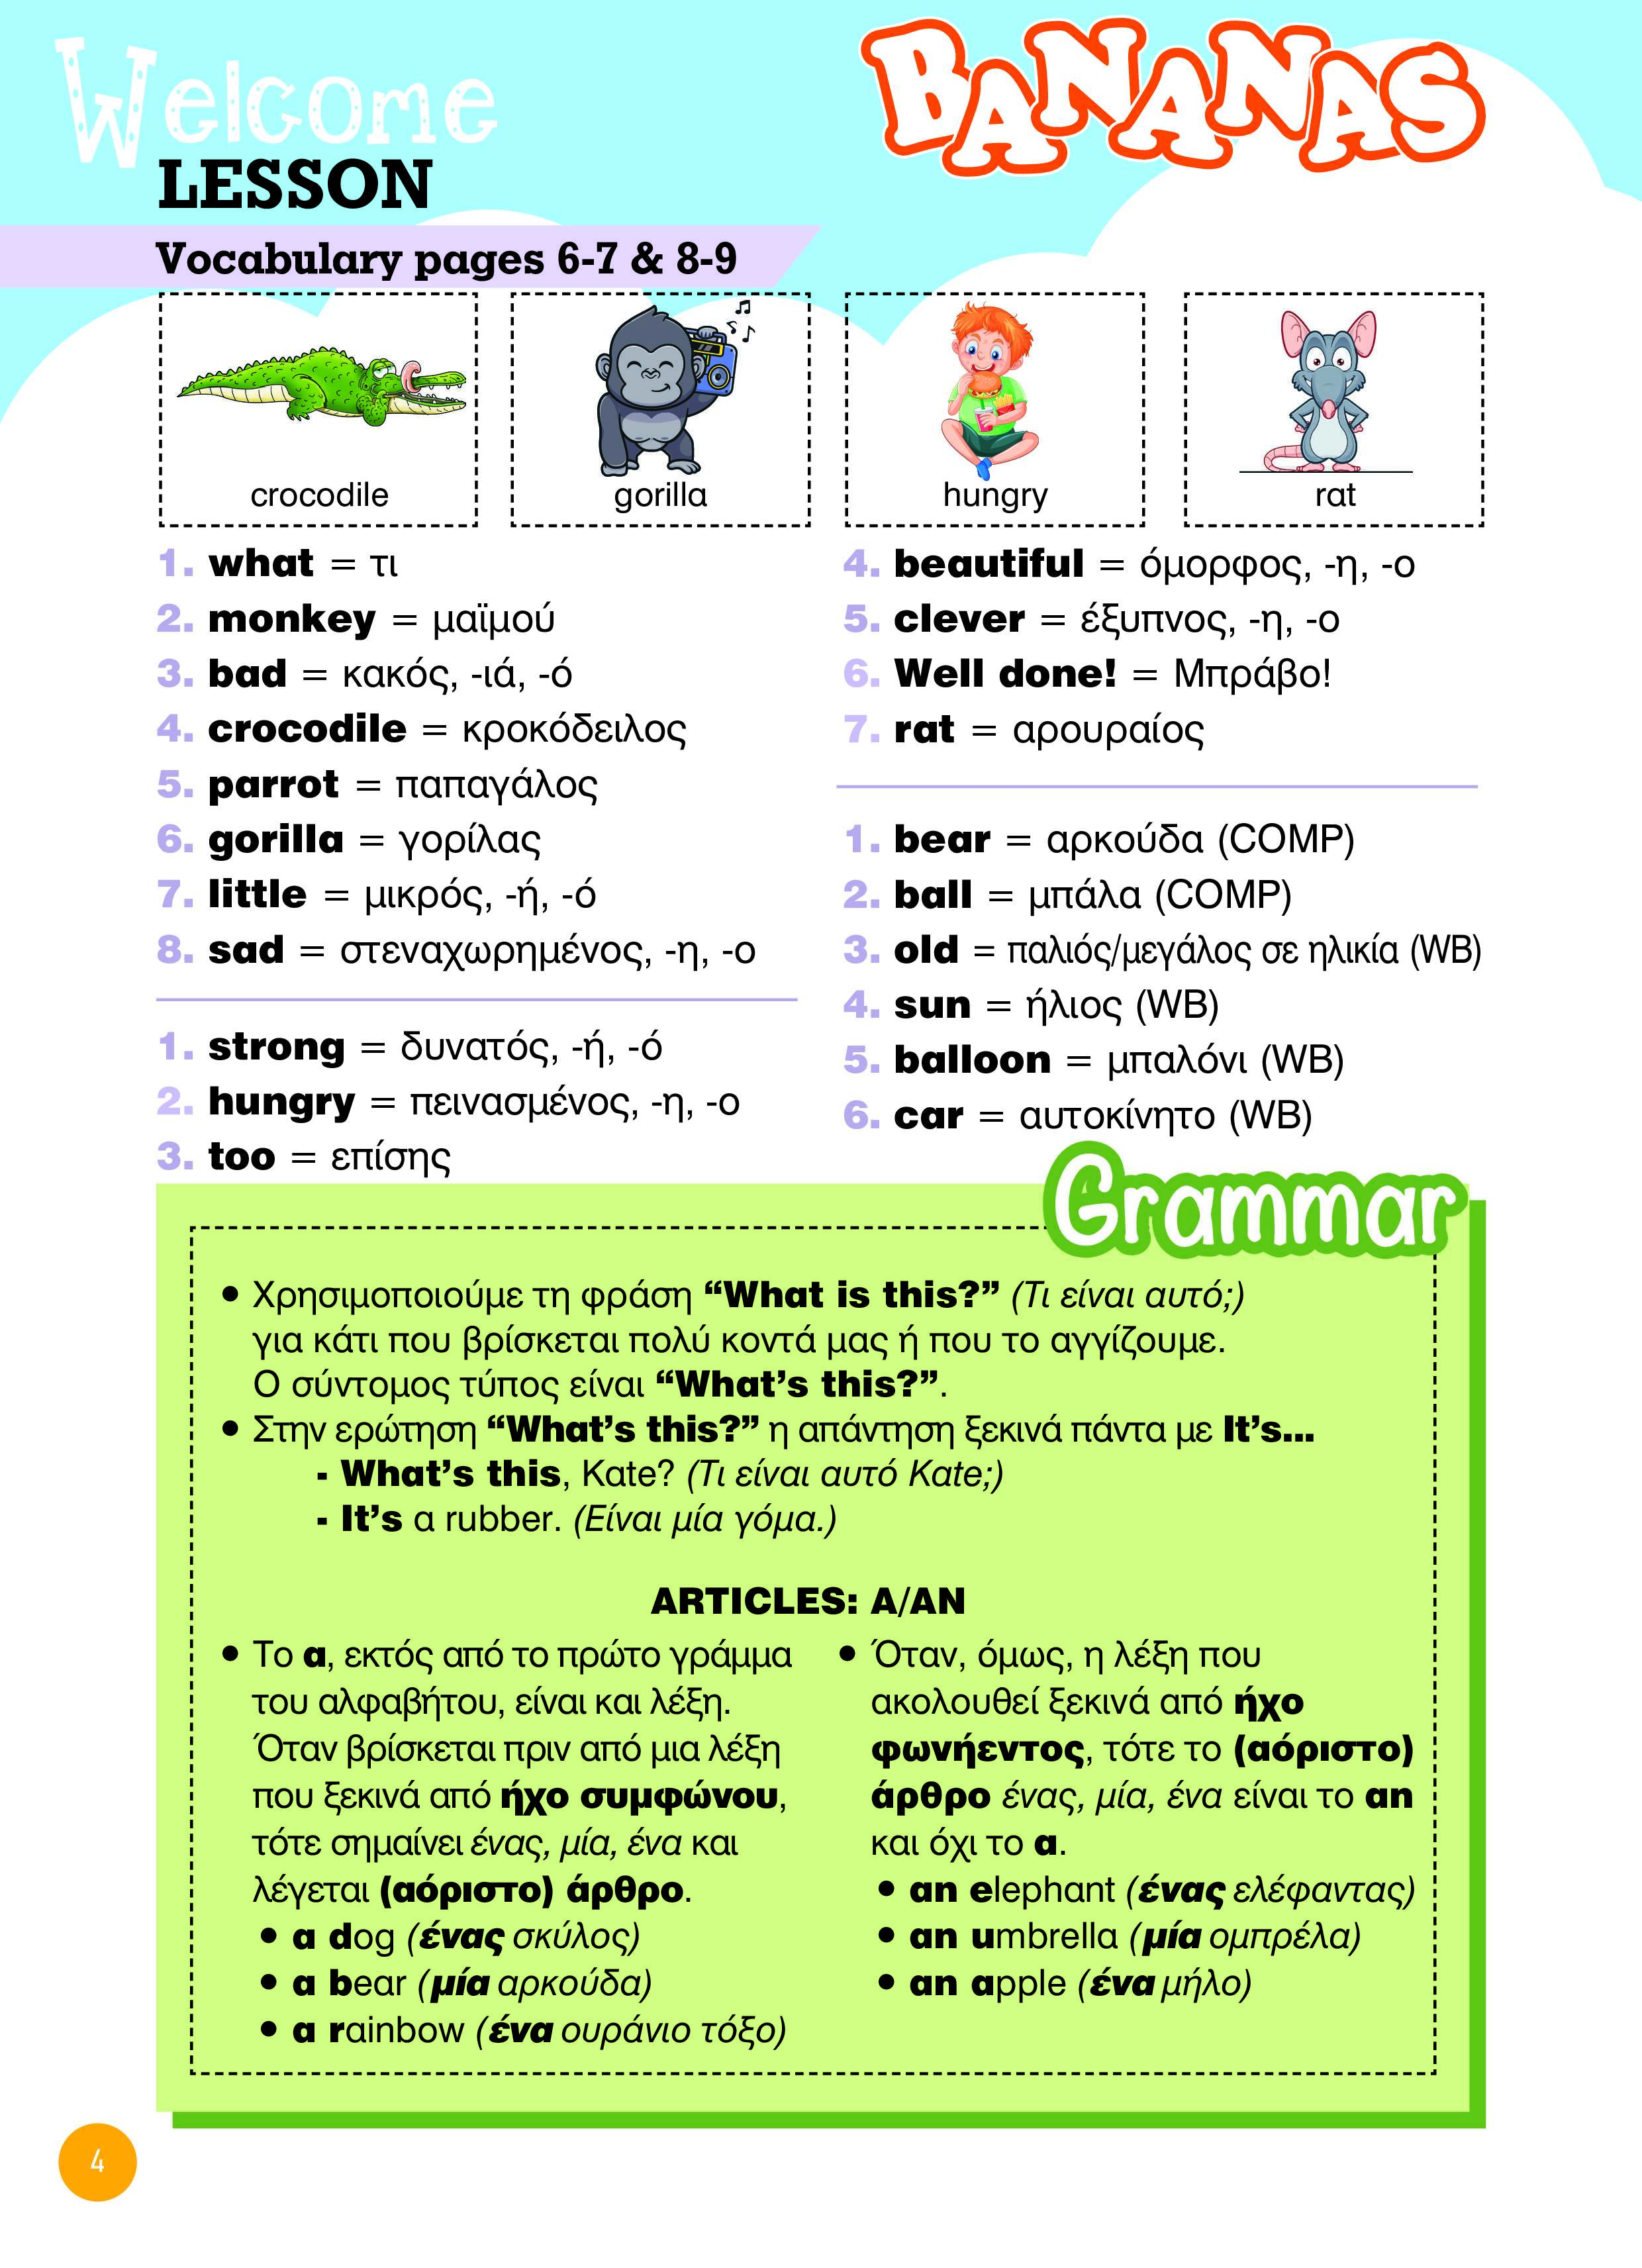 Welcome
LESSON
BANANAS
Vocabulary pages 6-7 & 8-9
crocodile
gorilla
hungry
rat
1. what = τι
2. monkey = μαϊμού
3. bad = κακός, -ιά, -ό
4. crocodile = κροκόδειλος
5. parrot = παπαγάλος
6. gorilla = γορίλας
7. little = μικρός, -ή, -ό
8. sad = στεναχωρημένος, -η, -ο
1. strong = δυνατός, -ή, -ό
2. hungry = πεινασμένος, -η, -ο
3. too = επίσης
4. beautiful = όμορφος, -η, -ο
5. clever = έξυπνος, -η, -ο
6. Well done! = Μπράβο!
7. rat = αρουραίος
1. bear = αρκούδα (COMP)
2. ball = μπάλα (COMP)
3. old = παλιός/μεγάλος σε ηλικία (WB)
4. sun = ήλιος (WB)
5. balloon = μπαλόνι (WB)
6. car = αυτοκίνητο (WB)
Grammar
• Χρησιμοποιούμε τη φράση “What is this?” (Τι είναι αυτό;)
για κάτι που βρίσκεται πολύ κοντά μας ή που το αγγίζουμε.
Ο σύντομος τύπος είναι “What’s this?”.
• Στην ερώτηση “What’s this?” η απάντηση ξεκινά πάντα με It’s...
- What’s this, Kate? (Τι είναι αυτό Kate;)
- It’s a rubber. (Είναι μία γόμα.)
ARTICLES: A/AN
• Το a, εκτός από το πρώτο γράμμα
του αλφαβήτου, είναι και λέξη.
Όταν βρίσκεται πριν από μια λέξη
που ξεκινά από ήχο συμφώνου,
τότε σημαίνει ένας, μία, ένα και
λέγεται (αόριστο) άρθρο.
• a dog (ένας σκύλος)
• a bear (μία αρκούδα)
• a rainbow (ένα ουράνιο τόξο)
• Όταν, όμως, η λέξη που
ακολουθεί ξεκινά από ήχο
φωνήεντος, τότε το (αόριστο)
άρθρο ένας, μία, ένα είναι το an
και όχι το a.
• an elephant (ένας ελέφαντας)
• an umbrella (μία ομπρέλα)
• an apple (ένα μήλο)
4